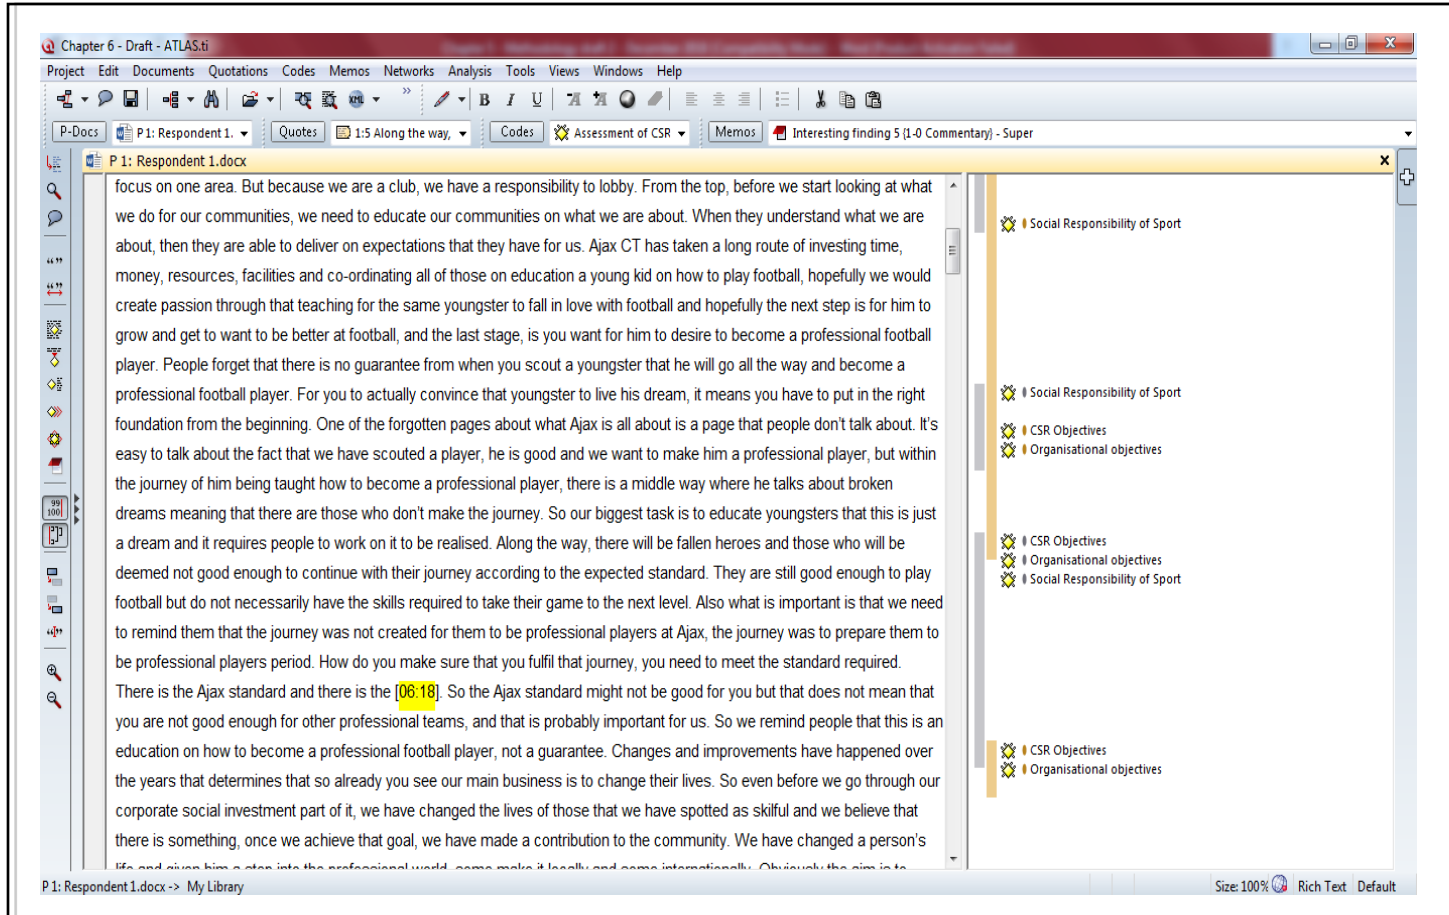 Chapter 6 - Draft - ATLAS.ti
Project Edit Documents Quotations Codes Memos Networks Analysis Tools Views Windows Help
XML » B I U A A
P-Docs P 1: Respondent 1. Quotes 1:5 Along the way, Codes Assessment of CSR Memos Interesting finding 5 {1-0 Commentary} - Super
P 1: Respondent 1.docx x
focus on one area. But because we are a club, we have a responsibility to lobby. From the top, before we start looking at what
we do for our communities, we need to educate our communities on what we are about. When they understand what we are
about, then they are able to deliver on expectations that they have for us. Ajax CT has taken a long route of investing time,
money, resources, facilities and co-ordinating all of those on education a young kid on how to play football, hopefully we would
create passion through that teaching for the same youngster to fall in love with football and hopefully the next step is for him to
grow and get to want to be better at football, and the last stage, is you want for him to desire to become a professional football
player. People forget that there is no guarantee from when you scout a youngster that he will go all the way and become a
professional football player. For you to actually convince that youngster to live his dream, it means you have to put in the right
foundation from the beginning. One of the forgotten pages about what Ajax is all about is a page that people don't talk about. It's
easy to talk about the fact that we have scouted a player, he is good and we want to make him a professional player, but within
the journey of him being taught how to become a professional player, there is a middle way where he talks about broken
dreams meaning that there are those who don't make the journey. So our biggest task is to educate youngsters that this is just
a dream and it requires people to work on it to be realised. Along the way, there will be fallen heroes and those who will be
deemed not good enough to continue with their journey according to the expected standard. They are still good enough to play
football but do not necessarily have the skills required to take their game to the next level. Also what is important is that we need
to remind them that the journey was not created for them to be professional players at Ajax, the journey was to prepare them to
be professional players period. How do you make sure that you fulfil that journey, you need to meet the standard required.
There is the Ajax standard and there is the [06:18]. So the Ajax standard might not be good for you but that does not mean that
you are not good enough for other professional teams, and that is probably important for us. So we remind people that this is an
education on how to become a professional football player, not a guarantee. Changes and improvements have happened over
the years that determines that so already you see our main business is to change their lives. So even before we go through our
corporate social investment part of it, we have changed the lives of those that we have spotted as skilful and we believe that
there is something, once we achieve that goal, we have made a contribution to the community. We have changed a person's
life and given him a step into the professional world, some make it locally and some internationally. Obviously the aim is to
Social Responsibility of Sport
Social Responsibility of Sport
CSR Objectives
Organisational objectives
CSR Objectives
Organisational objectives
Social Responsibility of Sport
CSR Objectives
Organisational objectives
99
100
P 1: Respondent 1.docx -> My Library Size: 100% Rich Text Default